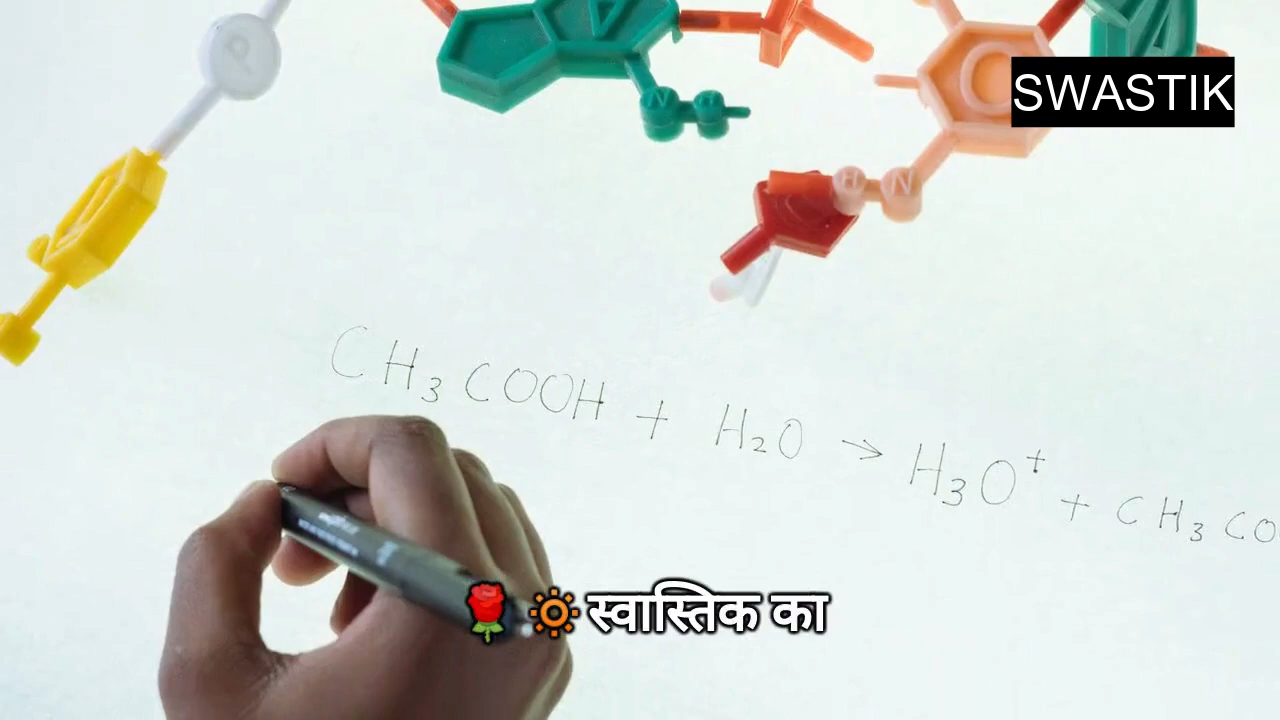 SWASTIK
CH₃COOH + H₂O → H₃O⁺ + CH₃CO
🌹🔅स्वास्तिक का